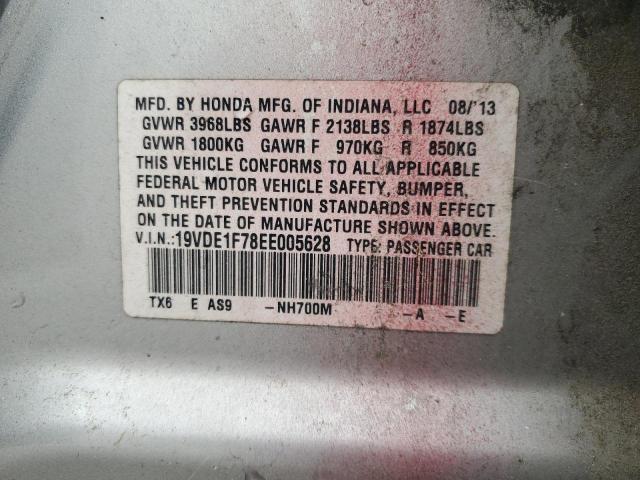 MFD. BY HONDA MFG. OF INDIANA, LLC 08/'13
GVWR 3968LBS GAWR F 2138LBS R 1874LBS
GVWR 1800KG GAWR F 970KG R 850KG
THIS VEHICLE CONFORMS TO ALL APPLICABLE
FEDERAL MOTOR VEHICLE SAFETY, BUMPER,
AND THEFT PREVENTION STANDARDS IN EFFECT
ON THE DATE OF MANUFACTURE SHOWN ABOVE.
V.I.N.:19VDE1F78EE005628 TYPE: PASSENGER CAR
TX6 E AS9 -NH700M -A -E